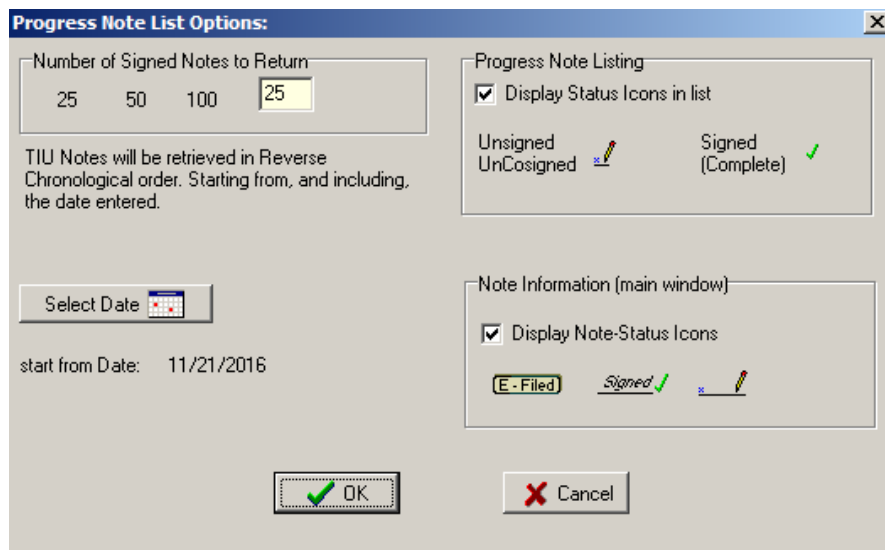 Progress Note List Options:
Number of Signed Notes to Return
25 50 100 25
TIU Notes will be retrieved in Reverse
Chronological order. Starting from, and including,
the date entered.
Select Date
start from Date: 11/21/2016
Progress Note Listing
Display Status Icons in list
Unsigned
UnCosigned
Signed
(Complete)
Note Information (main window)
Display Note-Status Icons
E - Filed Signed x
OK Cancel